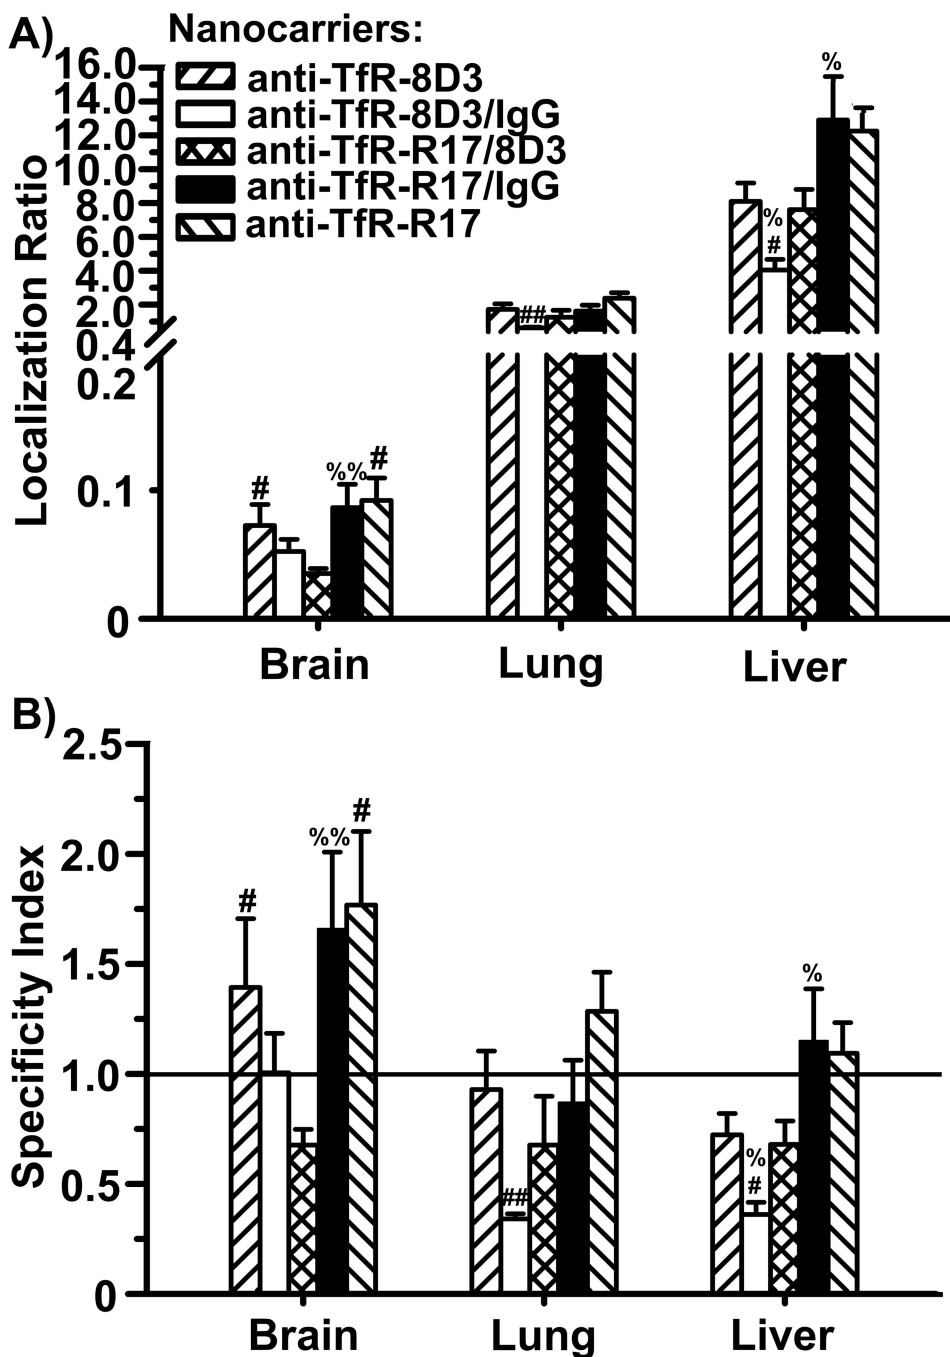 A)
Nanocarriers:
anti-TfR-8D3
anti-TfR-8D3/IgG
anti-TfR-R17/8D3
anti-TfR-R17/IgG
anti-TfR-R17
Localization Ratio
16.0
14.0
12.0
10.0
8.0
6.0
4.0
2.0
0.4
0.2
0.1
0
# %% #
##
% # %
Brain Lung Liver
B)
Specificity Index
2.5
2.0
1.5
1.0
0.5
0
# %% #
##
% # %
Brain Lung Liver